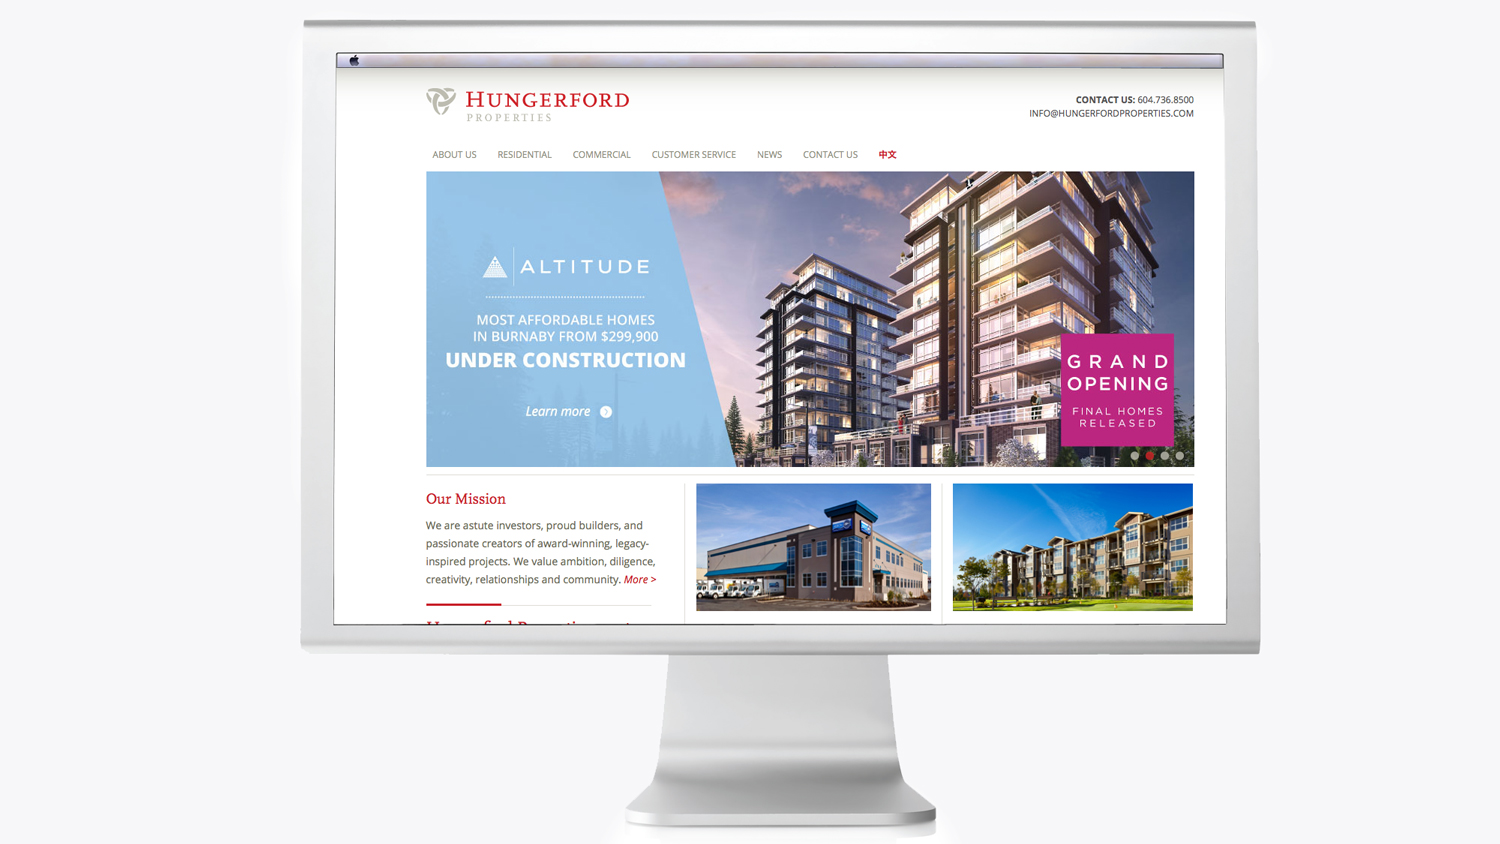 HUNGERFORD
PROPERTIES
CONTACT US: 604.736.8500
INFO@HUNGERFORDPROPERTIES.COM
ABOUT US RESIDENTIAL COMMERCIAL CUSTOMER SERVICE NEWS CONTACT US 中文
ALTITUDE
MOST AFFORDABLE HOMES
IN BURNABY FROM $299,900
UNDER CONSTRUCTION
Learn more
GRAND
OPENING
FINAL HOMES
RELEASED
Our Mission
We are astute investors, proud builders, and
passionate creators of award-winning, legacy-
inspired projects. We value ambition, diligence,
creativity, relationships and community. More >